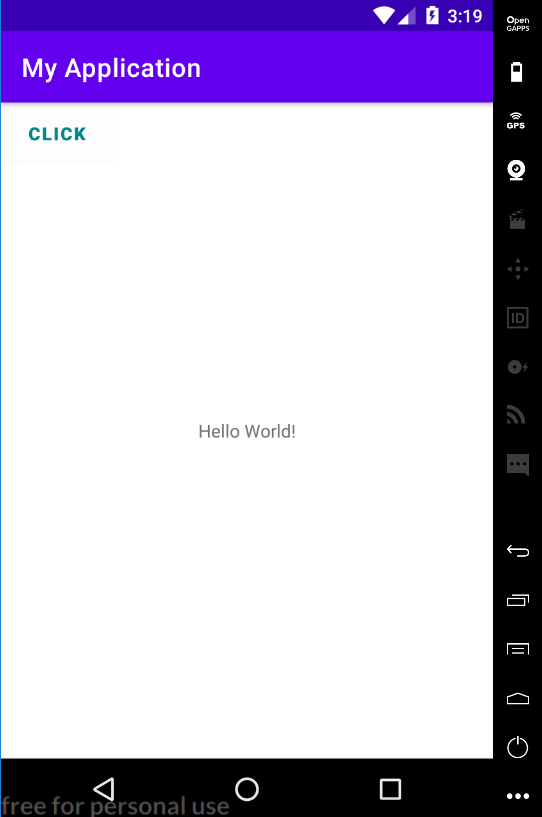 3:19
Open
GAPPS
My Application
CLICK
GPS
ID
Hello World!
free for personal use